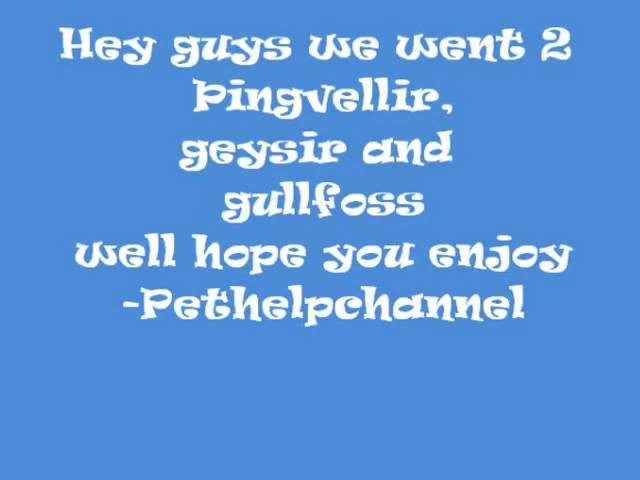 Hey guys we went 2
Þingvellir,
geysir and
gullfoss
well hope you enjoy
-Pethelpchannel